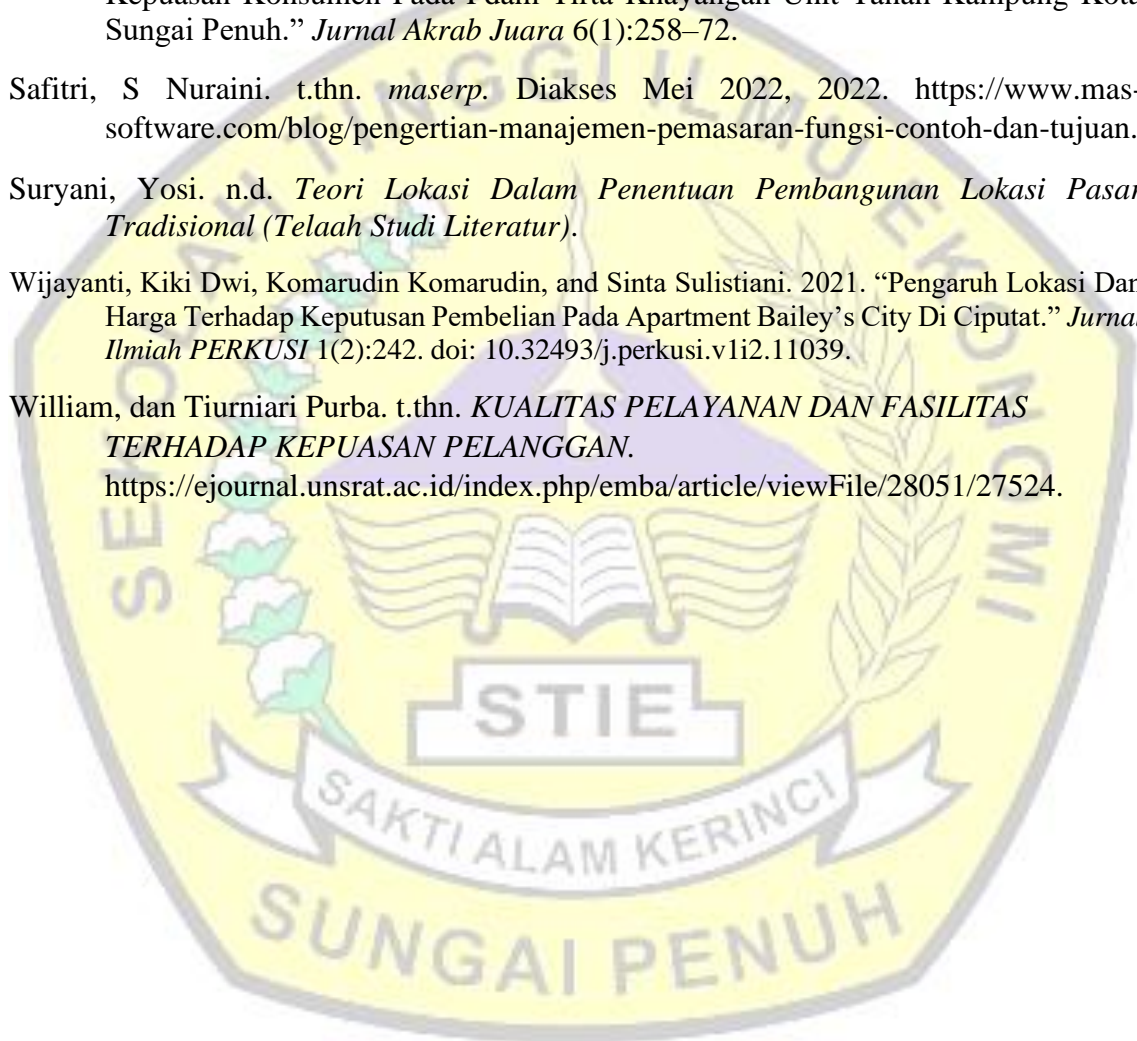 Kepuasan Konsumen Pada Pdam Tirta Khayangan Unit Tanah Kampung Kota
Sungai Penuh.” Jurnal Akrab Juara 6(1):258–72.
Safitri, S Nuraini. t.thn. maserp. Diakses Mei 2022, 2022. https://www.mas-
software.com/blog/pengertian-manajemen-pemasaran-fungsi-contoh-dan-tujuan.
Suryani, Yosi. n.d. Teori Lokasi Dalam Penentuan Pembangunan Lokasi Pasar
Tradisional (Telaah Studi Literatur).
Wijayanti, Kiki Dwi, Komarudin Komarudin, and Sinta Sulistiani. 2021. “Pengaruh Lokasi Dan
Harga Terhadap Keputusan Pembelian Pada Apartment Bailey’s City Di Ciputat.” Jurnal
Ilmiah PERKUSI 1(2):242. doi: 10.32493/j.perkusi.v1i2.11039.
William, dan Tiurniari Purba. t.thn. KUALITAS PELAYANAN DAN FASILITAS
TERHADAP KEPUASAN PELANGGAN.
https://ejournal.unsrat.ac.id/index.php/emba/article/viewFile/28051/27524.
SEKOLAH TINGGI ILMU EKONOMI
STIE
SAKTI ALAM KERINCI
SUNGAI PENUH